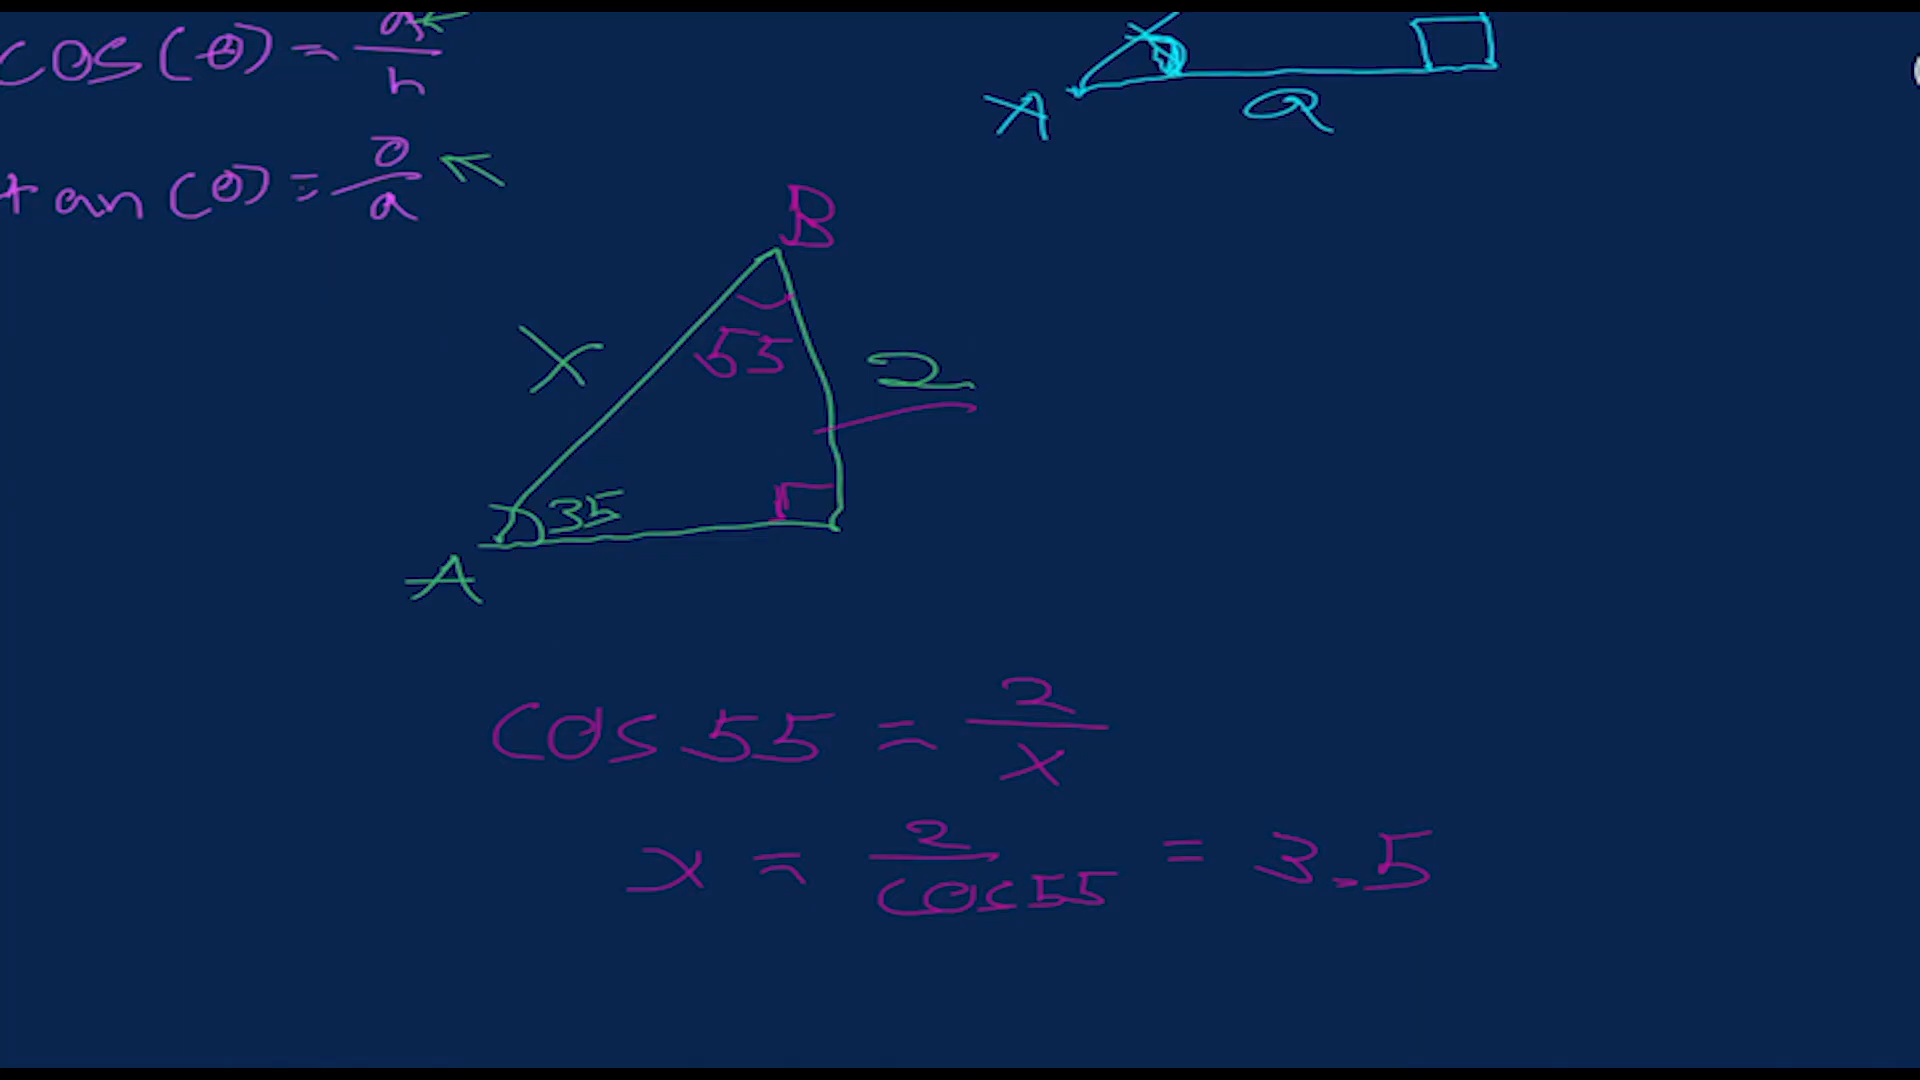 cos(θ) = a/h
A
a
tan(θ) = o/a
B
x
55
2
35
A
cos 55 = 2/x
x = 2/cos55 = 3.5